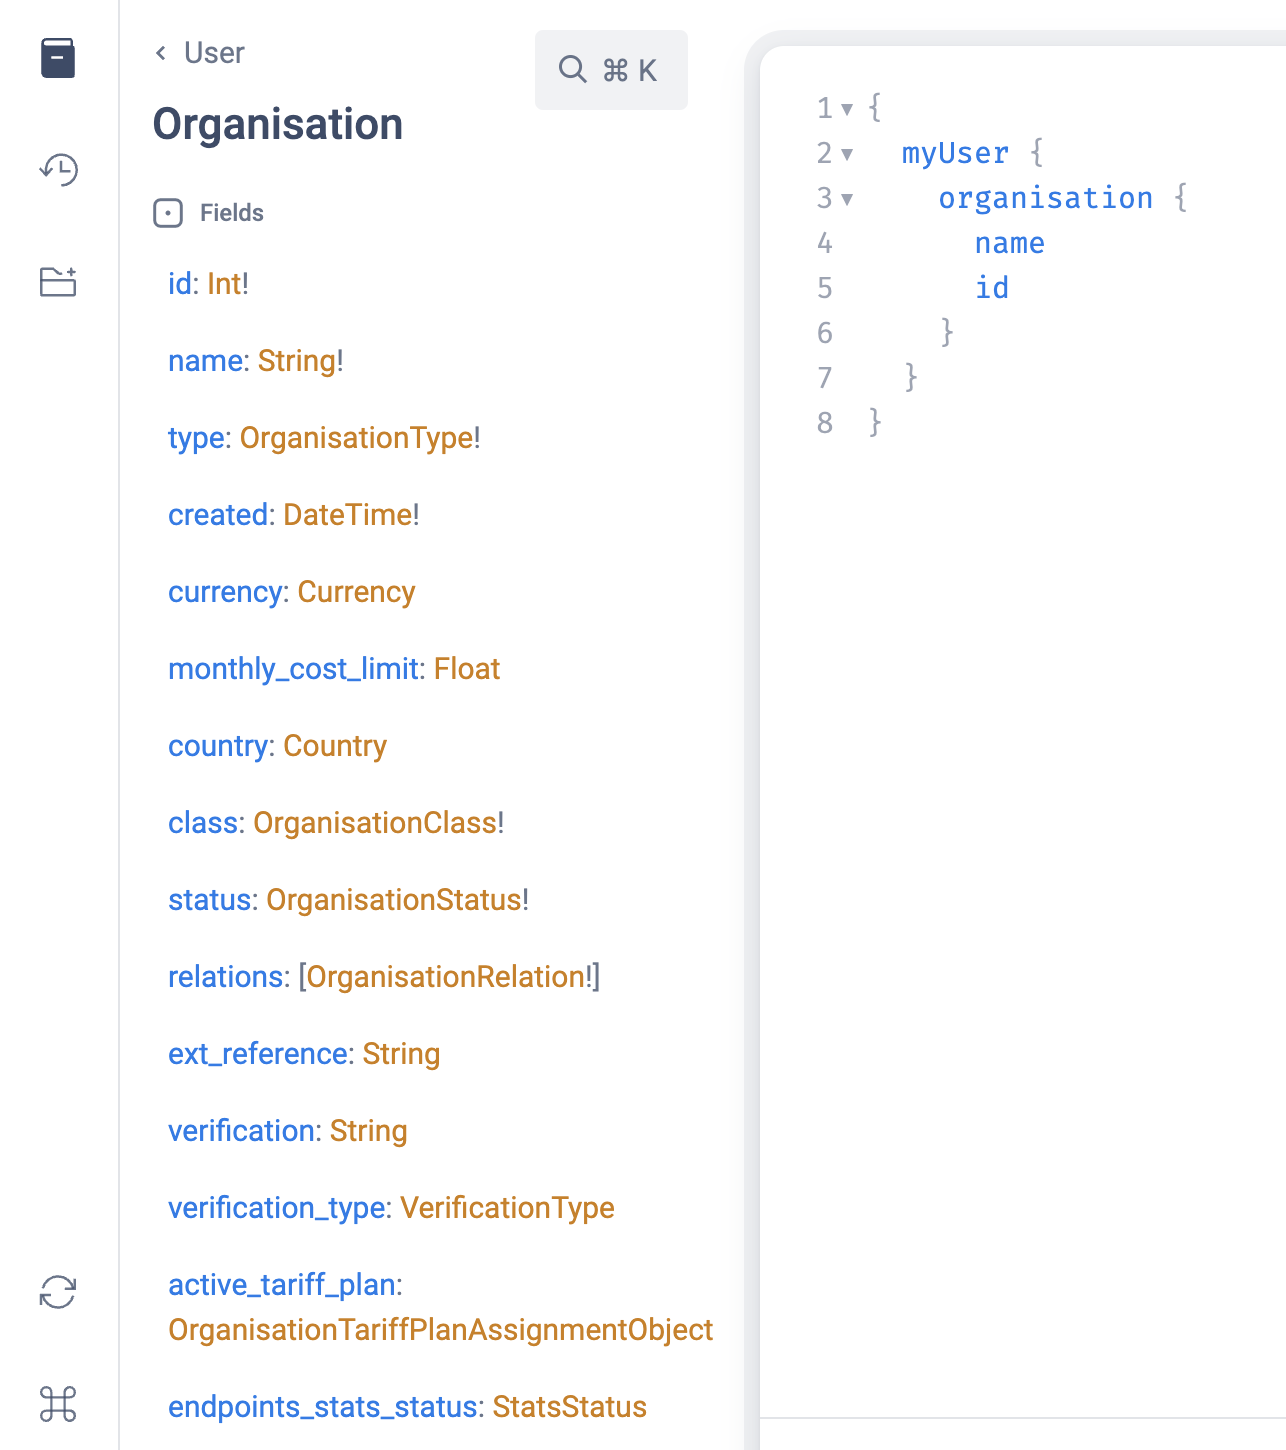 User
⌘ K
Organisation
Fields
id: Int!
name: String!
type: OrganisationType!
created: DateTime!
currency: Currency
monthly_cost_limit: Float
country: Country
class: OrganisationClass!
status: OrganisationStatus!
relations: [OrganisationRelation!]
ext_reference: String
verification: String
verification_type: VerificationType
active_tariff_plan:
OrganisationTariffPlanAssignmentObject
endpoints_stats_status: StatsStatus
1 {
2 myUser {
3 organisation {
4 name
5 id
6 }
7 }
8 }